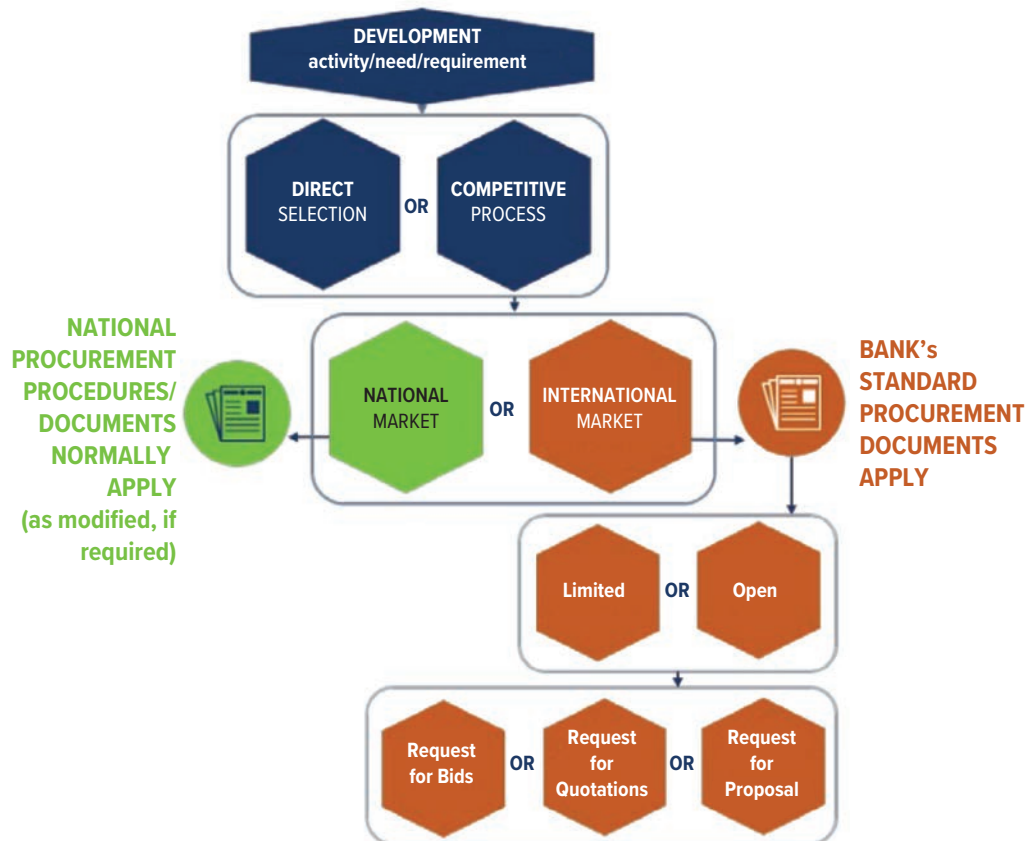 DEVELOPMENT
activity/need/requirement
DIRECT
SELECTION
OR
COMPETITIVE
PROCESS
NATIONAL
PROCUREMENT
PROCEDURES/
DOCUMENTS
NORMALLY
APPLY
(as modified, if
required)
NATIONAL
MARKET
OR
INTERNATIONAL
MARKET
BANK's
STANDARD
PROCUREMENT
DOCUMENTS
APPLY
Limited
OR
Open
Request
for Bids
OR
Request
for
Quotations
OR
Request
for
Proposal